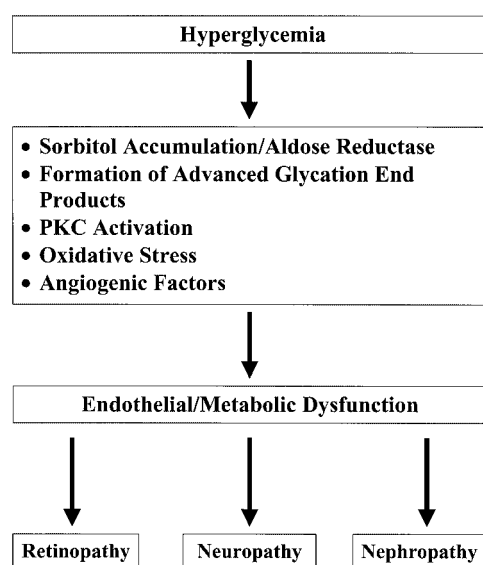 Hyperglycemia
• Sorbitol Accumulation/Aldose Reductase
• Formation of Advanced Glycation End
Products
• PKC Activation
• Oxidative Stress
• Angiogenic Factors
Endothelial/Metabolic Dysfunction
Retinopathy
Neuropathy
Nephropathy